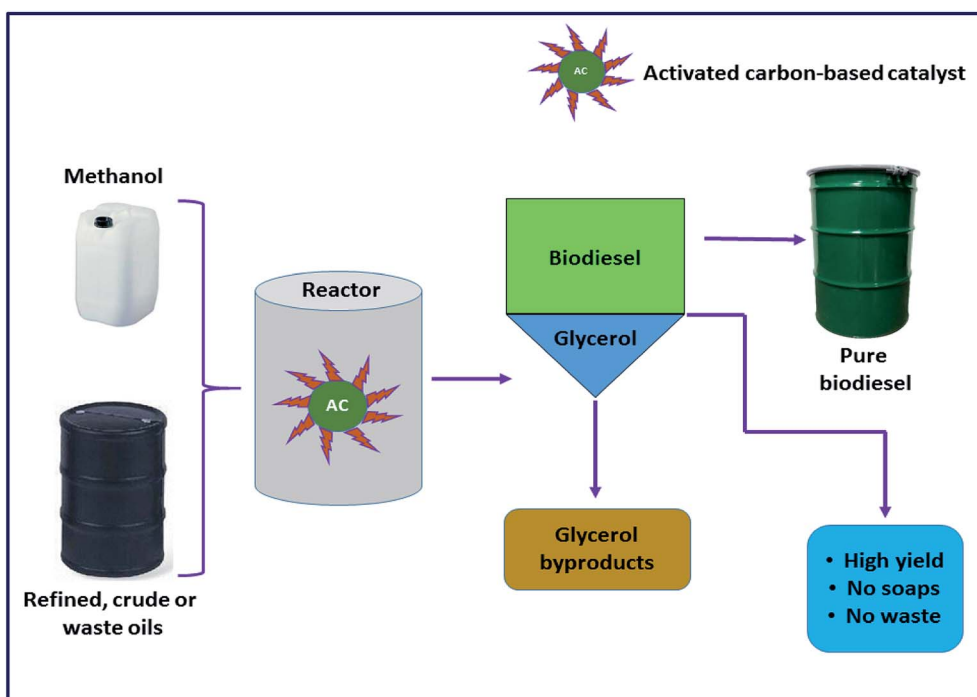 AC
Activated carbon-based catalyst
Methanol
Reactor
AC
Refined, crude or
waste oils
Biodiesel
Glycerol
Pure
biodiesel
Glycerol
byproducts
• High yield
• No soaps
• No waste